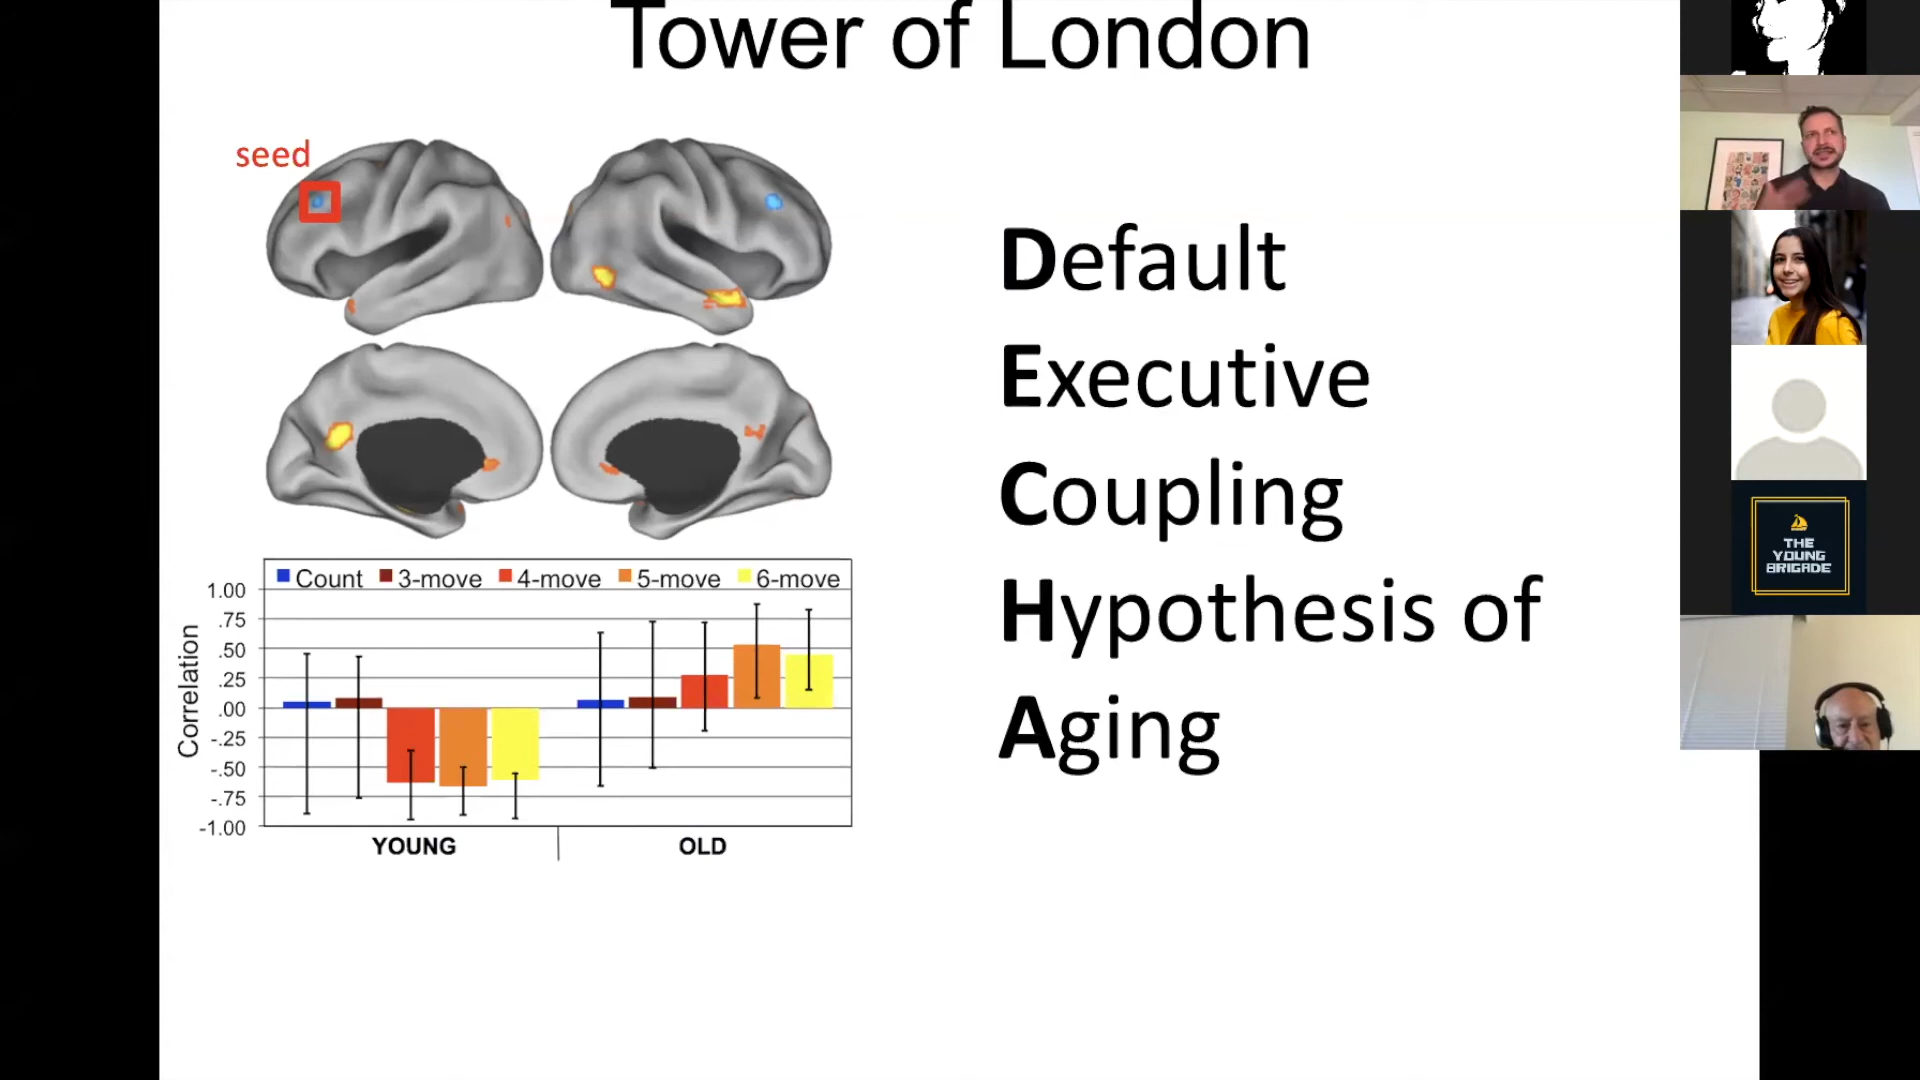 Tower of London
seed
Default
Executive
Coupling
Hypothesis of
Aging
Count 3-move 4-move 5-move 6-move
Correlation
1.00
.75
.50
.25
.00
-.25
-.50
-.75
-1.00
YOUNG OLD
THE
YOUNG
BRIGADE